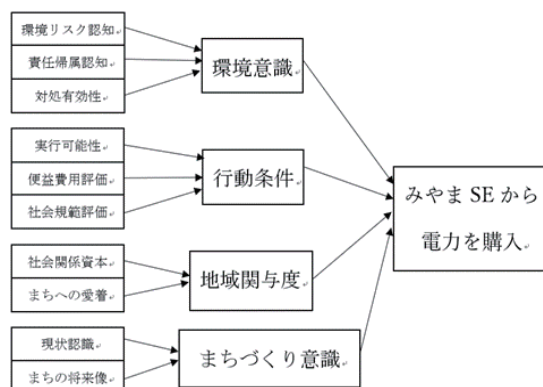 環境リスク認知
責任帰属認知
対処有効性
環境意識
実行可能性
便益費用評価
社会規範評価
行動条件
社会関係資本
まちへの愛着
地域関与度
現状認識
まちの将来像
まちづくり意識
みやま SE から
電力を購入